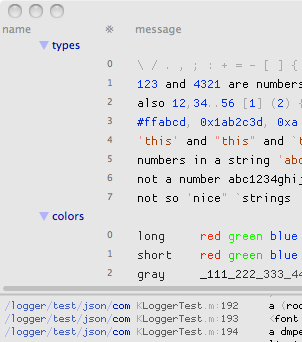 name ※ message
types
0 \ / . , ; : + = - [ ] {
1 123 and 4321 are numbers
2 also 12,34..56 [1] (2) {
3 #ffabcd, 0x1ab2c3d, 0xa
4 'this' and "this" and `t
5 numbers in a string 'abc
6 not a number abc1234ghij
7 not so 'nice" `strings
colors
0 long red green blue
1 short red green blue
2 gray _111_222_333_44
/logger/test/json/com KLoggerTest.m:192 a (roo
/logger/test/json/com KLoggerTest.m:193 (font
/logger/test/json/com KLoggerTest.m:194 a dmpe